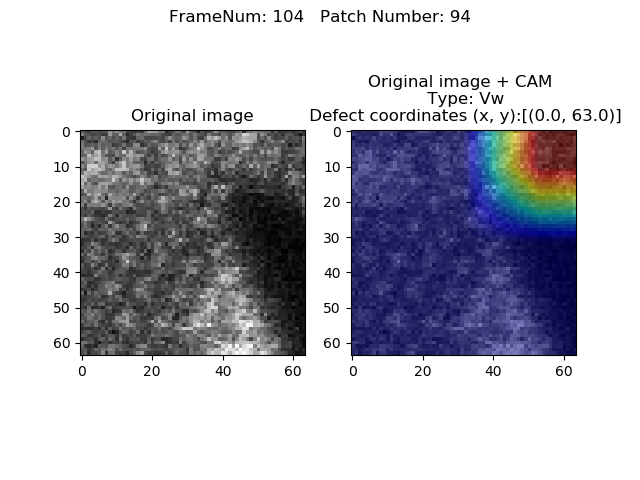 FrameNum: 104   Patch Number: 94
Original image
0
10
20
30
40
50
60
0 20 40 60
Original image + CAM
Type: Vw
Defect coordinates (x, y):[(0.0, 63.0)]
0
10
20
30
40
50
60
0 20 40 60